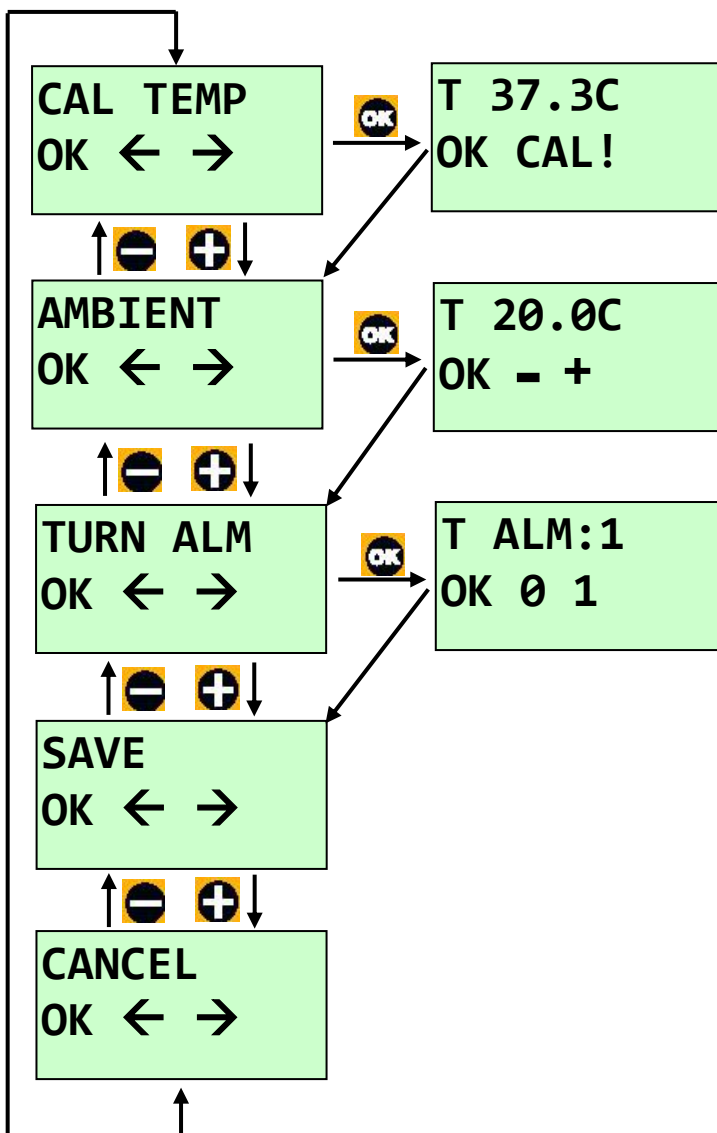 CAL TEMP
OK ← →
OK
T 37.3C
OK CAL!
AMBIENT
OK ← →
OK
T 20.0C
OK - +
TURN ALM
OK ← →
OK
T ALM:1
OK 0 1
SAVE
OK ← →
CANCEL
OK ← →